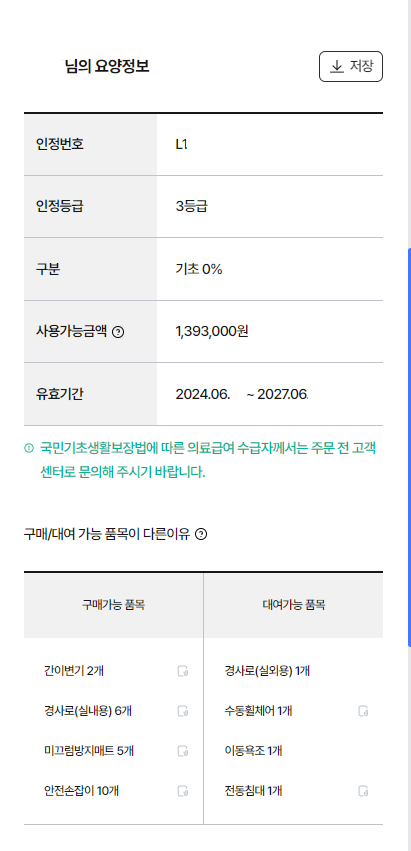 님의 요양정보
저장
인정번호 L1
인정등급 3등급
구분 기초 0%
사용가능금액 1,393,000원
유효기간 2024.06. ~ 2027.06.
국민기초생활보장법에 따른 의료급여 수급자께서는 주문 전 고객
센터로 문의해 주시기 바랍니다.
구매/대여 가능 품목이 다른이유
구매가능 품목 대여가능 품목
간이변기 2개 경사로(실외용) 1개
경사로(실내용) 6개 수동휠체어 1개
미끄럼방지매트 5개 이동욕조 1개
안전손잡이 10개 전동침대 1개